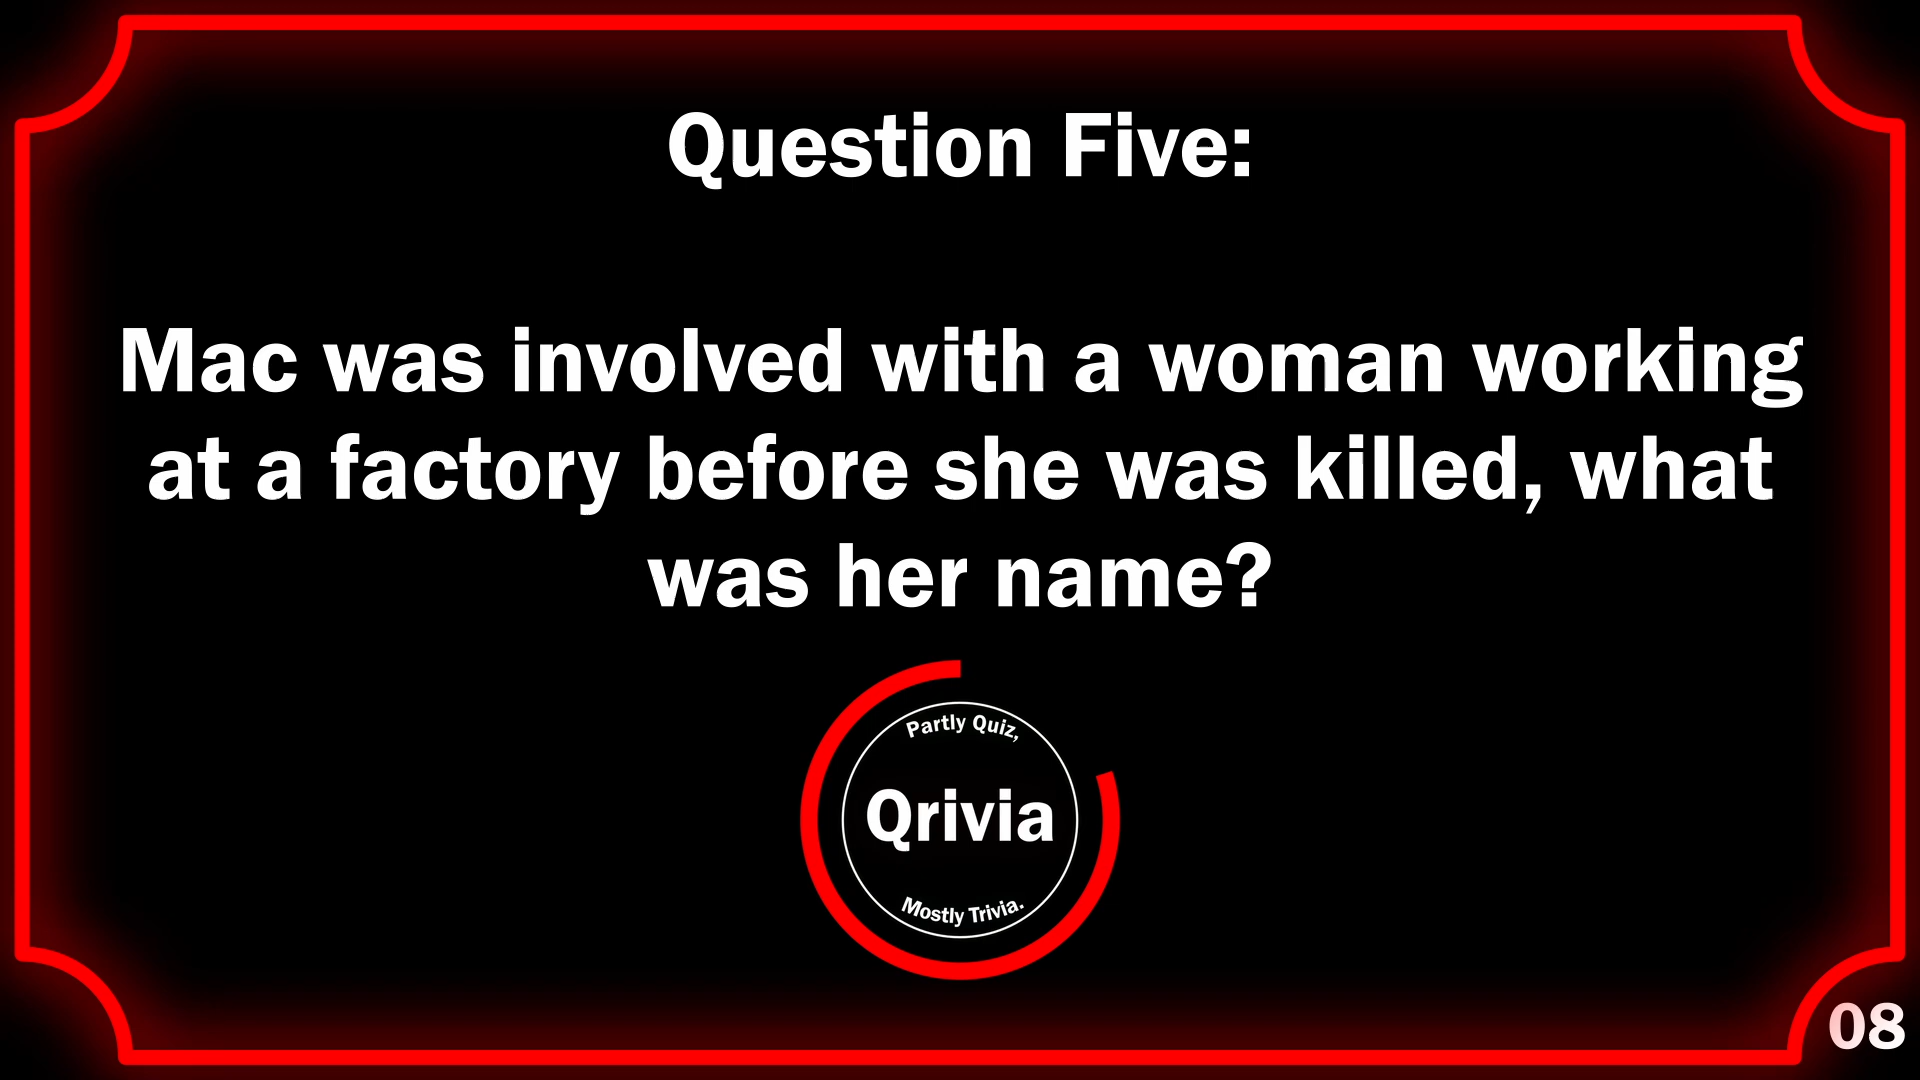 Question Five:
Mac was involved with a woman working
at a factory before she was killed, what
was her name?
Partly Quiz,
Qrivia
Mostly Trivia.
08